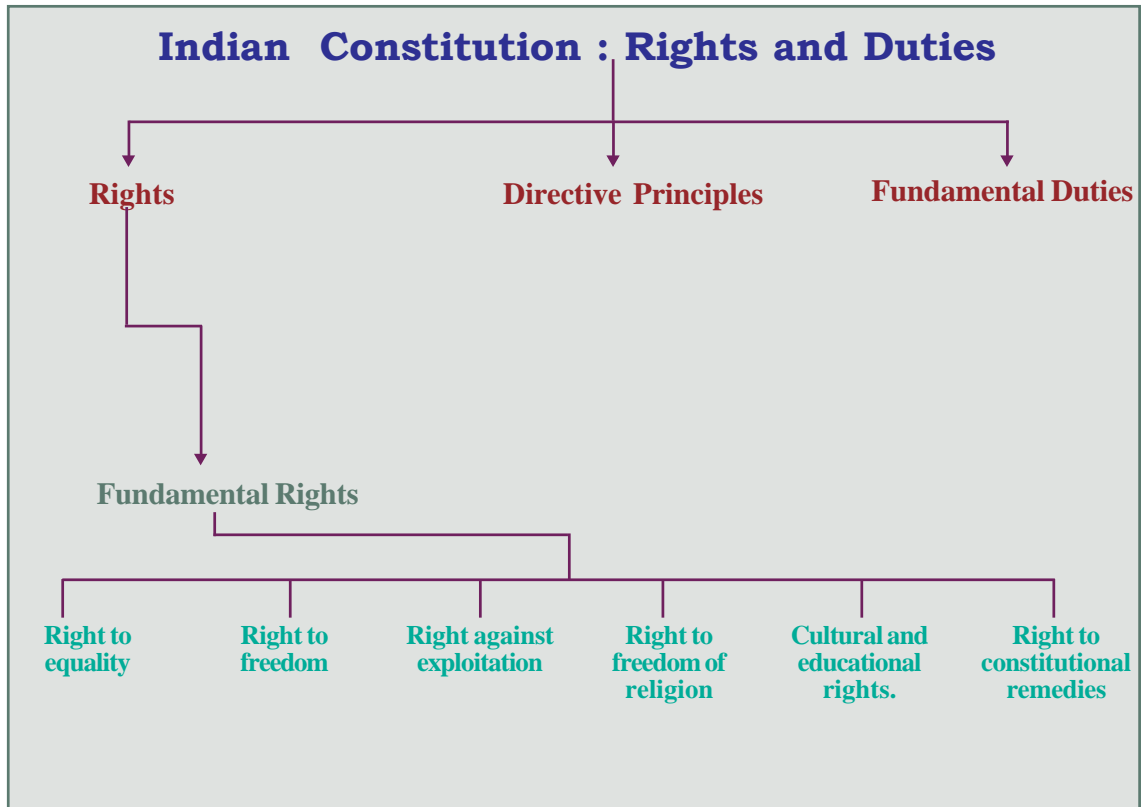 Indian Constitution : Rights and Duties
Rights
Directive Principles
Fundamental Duties
Fundamental Rights
Right to
equality
Right to
freedom
Right against
exploitation
Right to
freedom of
religion
Cultural and
educational
rights.
Right to
constitutional
remedies